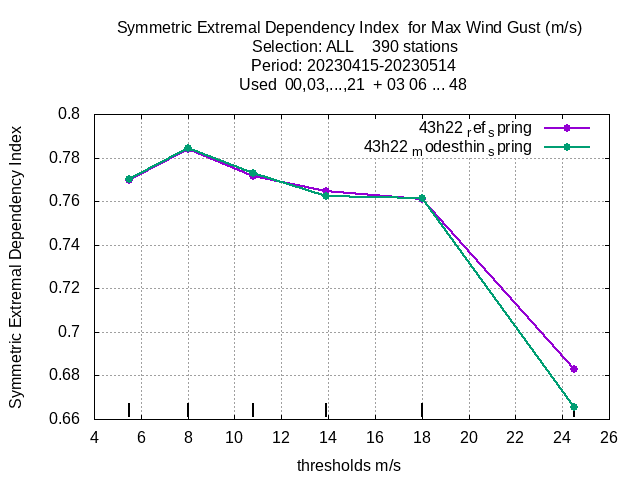 Symmetric Extremal Dependency Index  for Max Wind Gust (m/s)
Selection: ALL    390 stations
Period: 20230415-20230514
Used  00,03,...,21  + 03 06 ... 48
43h22 ref spring
43h22 modesthin spring
Symmetric Extremal Dependency Index
0.8
0.78
0.76
0.74
0.72
0.7
0.68
0.66
4 6 8 10 12 14 16 18 20 22 24 26
thresholds m/s